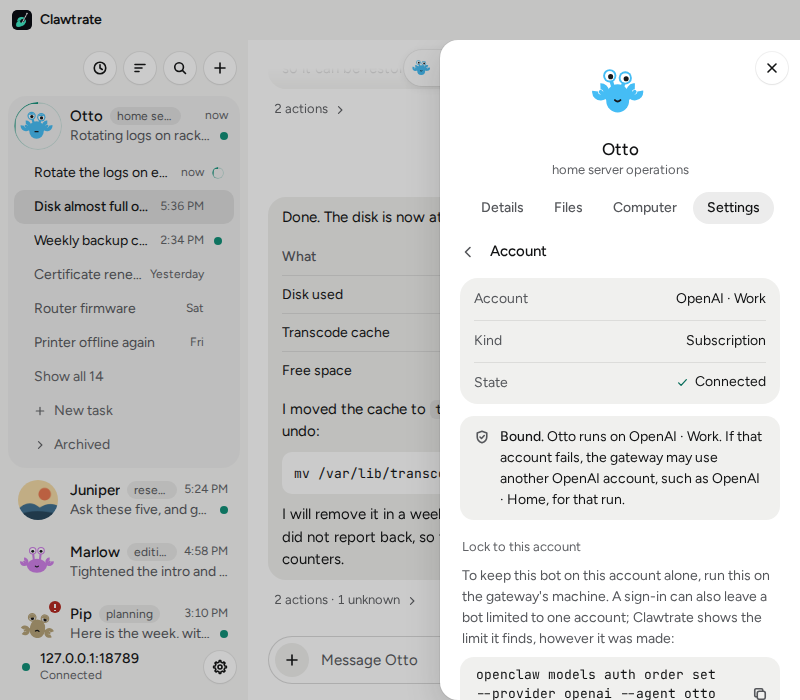 Clawtrate
Otto
home se...
now
Rotating logs on rack...
Rotate the logs on e...
now
Disk almost full o...
5:36 PM
Weekly backup c...
2:34 PM
Certificate rene...
Yesterday
Router firmware
Sat
Printer offline again
Fri
Show all 14
New task
Archived
Juniper
rese...
5:24 PM
Ask these five, and g...
Marlow
editi...
4:58 PM
Tightened the intro and ...
Pip
planning
3:10 PM
Here is the week. wit...
127.0.0.1:18789
Connected
2 actions
Done. The disk is now at
What
Disk used
Transcode cache
Free space
I moved the cache to
undo:
mv /var/lib/transc
I will remove it in a wee
did not report back, so
counters.
2 actions · 1 unknown
Message Otto
Otto
home server operations
Details
Files
Computer
Settings
Account
Account
OpenAI · Work
Kind
Subscription
State
Connected
Bound. Otto runs on OpenAI · Work. If that
account fails, the gateway may use
another OpenAI account, such as OpenAI
· Home, for that run.
Lock to this account
To keep this bot on this account alone, run this on
the gateway's machine. A sign-in can also leave a
bot limited to one account; Clawtrate shows the
limit it finds, however it was made:
openclaw models auth order set
--provider openai --agent otto